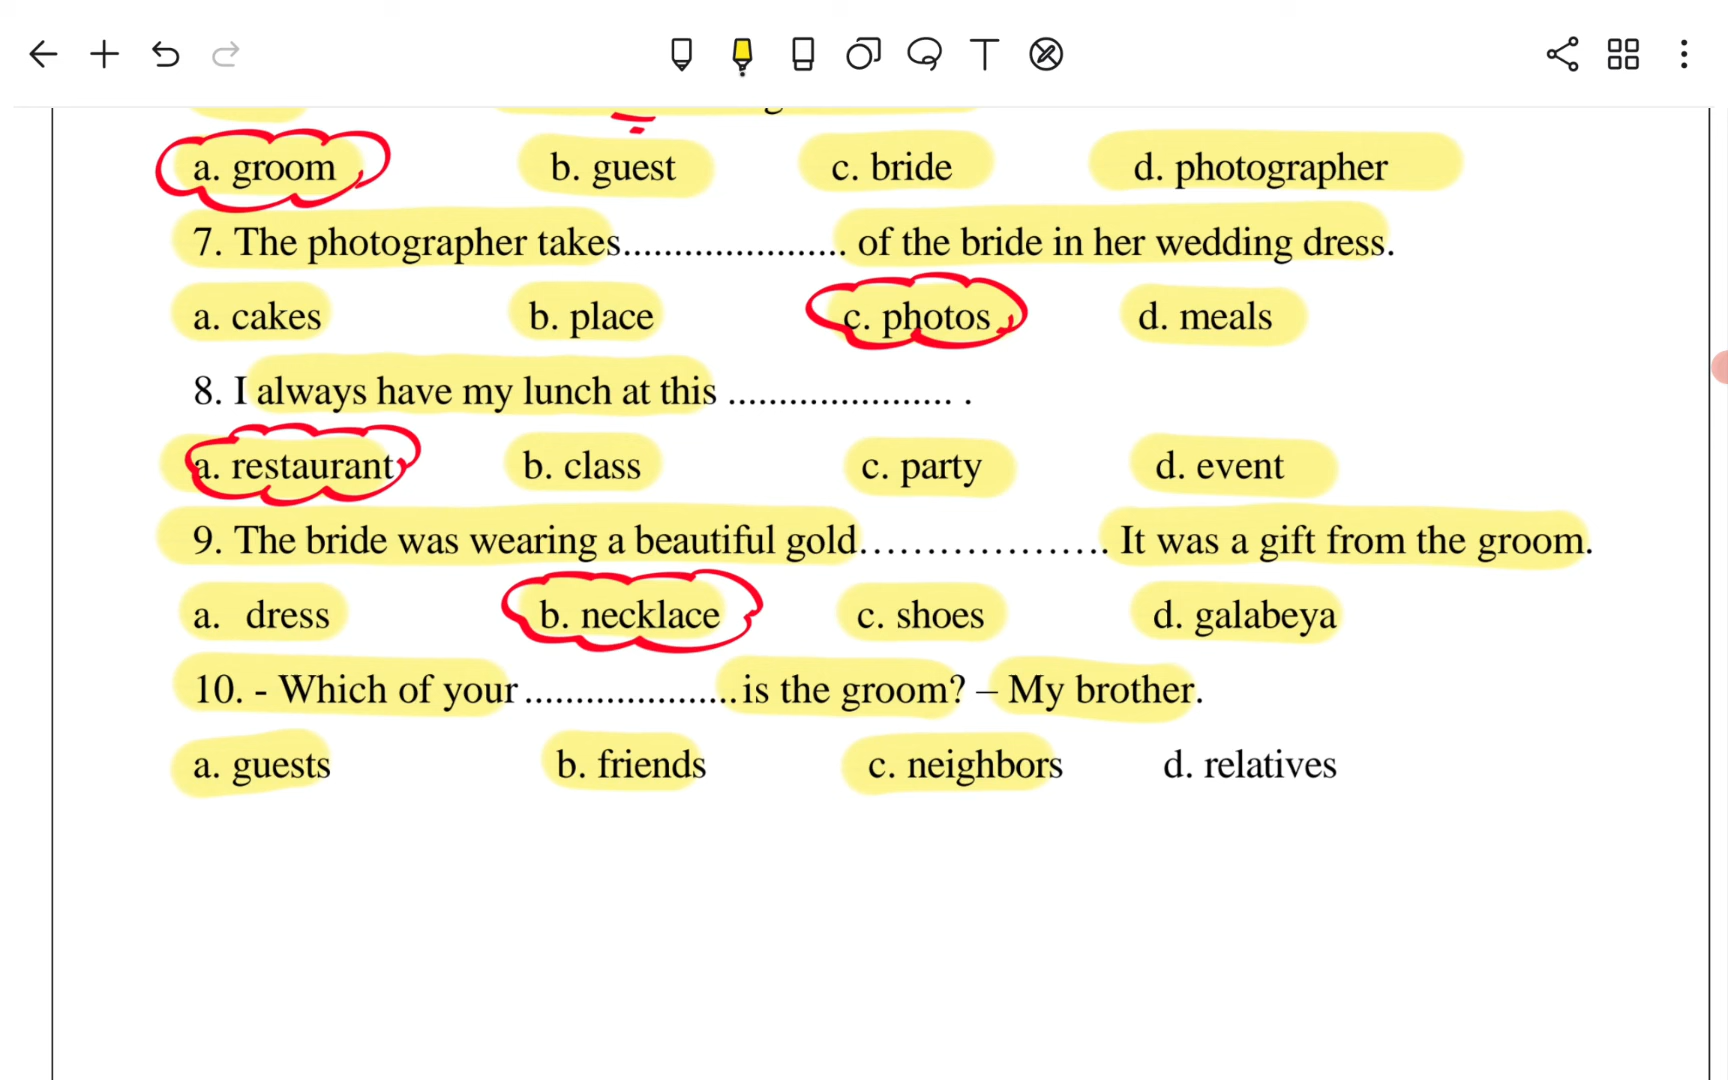 a. groom b. guest c. bride d. photographer
7. The photographer takes...................... of the bride in her wedding dress.
a. cakes b. place c. photos d. meals
8. I always have my lunch at this ...................... .
a. restaurant b. class c. party d. event
9. The bride was wearing a beautiful gold................... It was a gift from the groom.
a. dress b. necklace c. shoes d. galabeya
10. - Which of your .....................is the groom? – My brother.
a. guests b. friends c. neighbors d. relatives